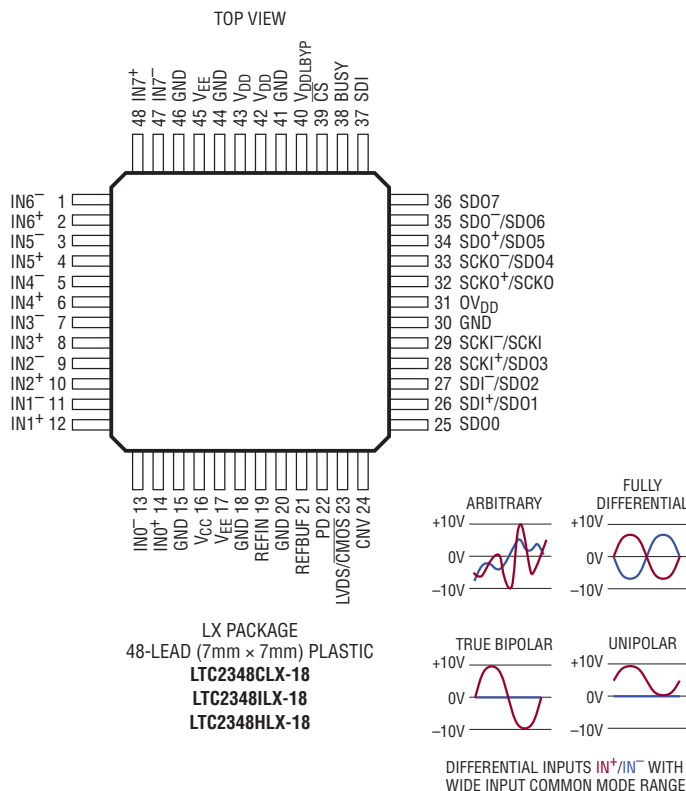 TOP VIEW
48 IN7+
47 IN7–
46 GND
45 VEE
44 GND
43 VDD
42 VDD
41 GND
40 VDDLBYP
39 CS
38 BUSY
37 SDI
IN6– 1
IN6+ 2
IN5– 3
IN5+ 4
IN4– 5
IN4+ 6
IN3– 7
IN3+ 8
IN2– 9
IN2+ 10
IN1– 11
IN1+ 12
36 SDO7
35 SDO–/SDO6
34 SDO+/SDO5
33 SCKO–/SDO4
32 SCKO+/SCKO
31 OVDD
30 GND
29 SCKI–/SCKI
28 SCKI+/SDO3
27 SDI–/SDO2
26 SDI+/SDO1
25 SDO0
IN0– 13
IN0+ 14
GND 15
VCC 16
VEE 17
GND 18
REFIN 19
GND 20
REFBUF 21
PD 22
LVDS/CMOS 23
CNV 24
LX PACKAGE
48-LEAD (7mm × 7mm) PLASTIC
LTC2348CLX-18
LTC2348ILX-18
LTC2348HLX-18
ARBITRARY
+10V
0V
–10V
FULLY
DIFFERENTIAL
+10V
0V
–10V
TRUE BIPOLAR
+10V
0V
–10V
UNIPOLAR
+10V
0V
–10V
DIFFERENTIAL INPUTS IN+/IN– WITH
WIDE INPUT COMMON MODE RANGE